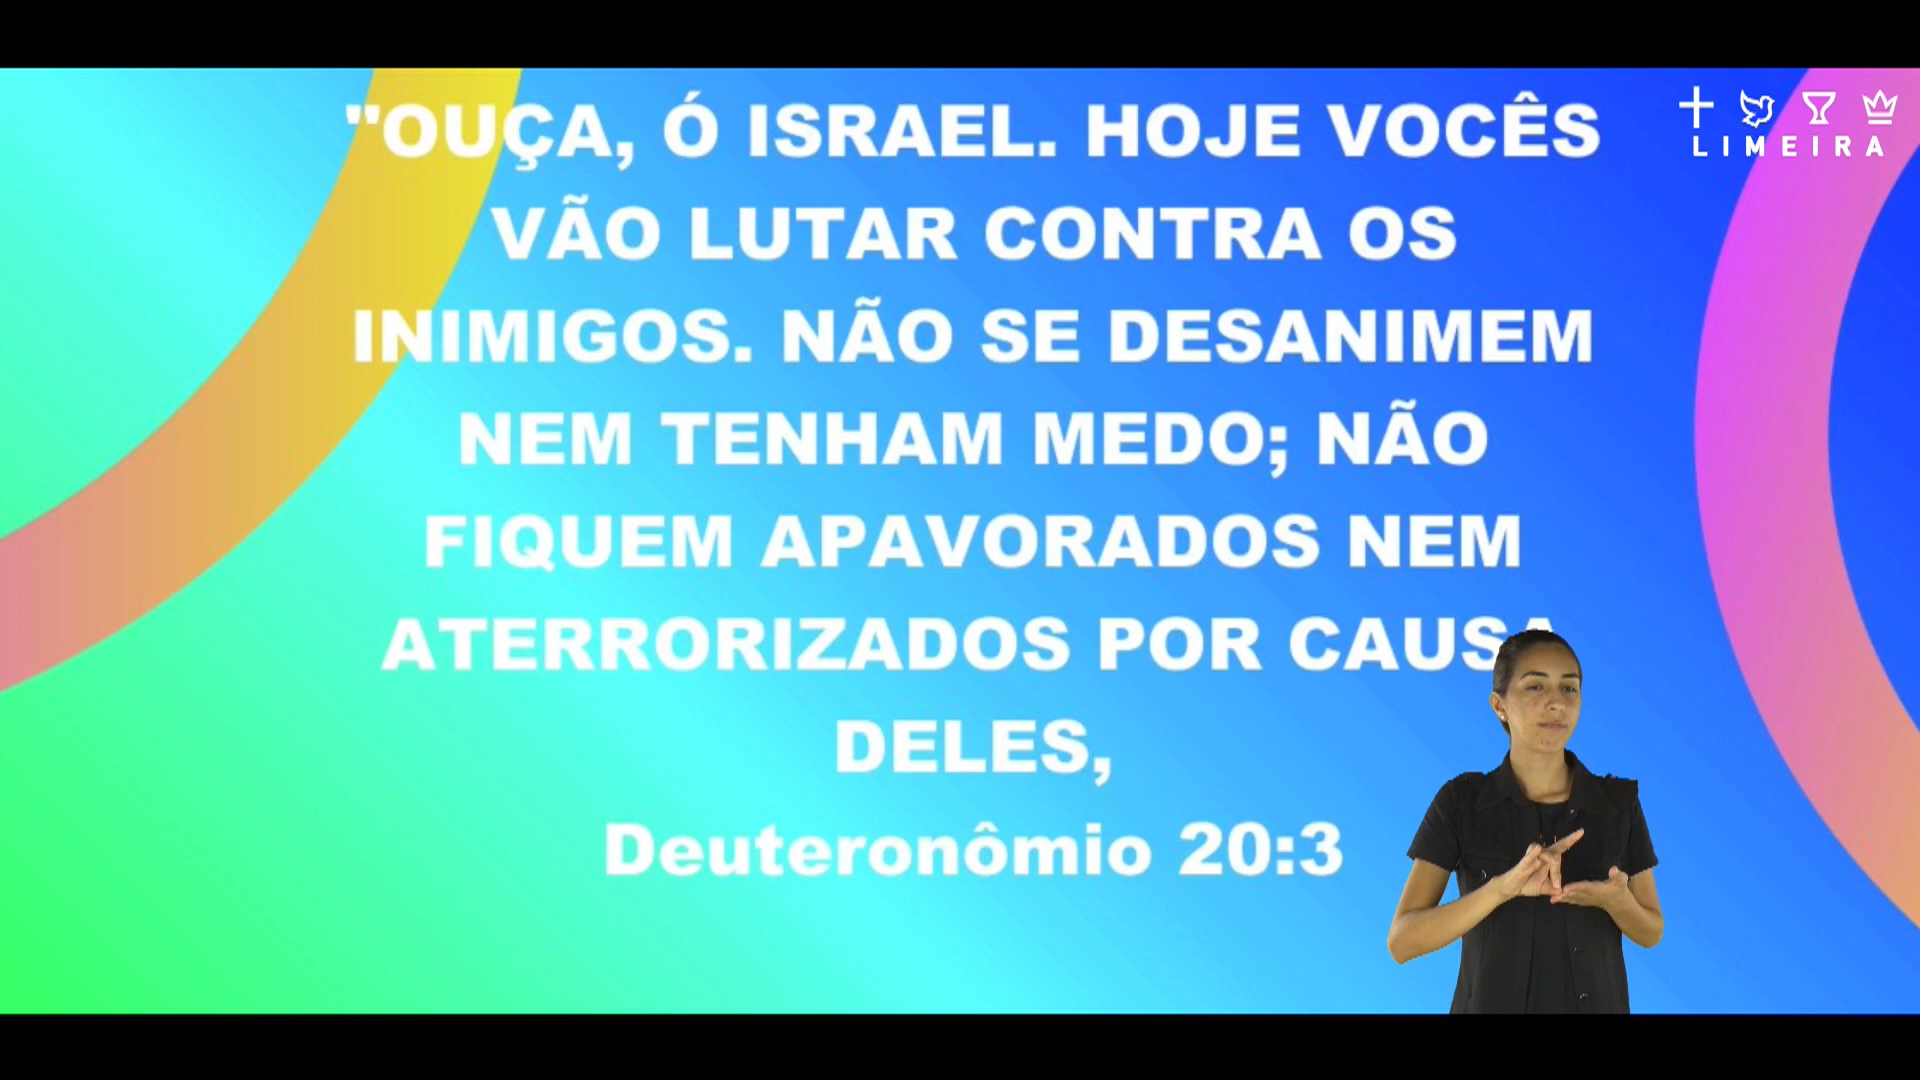 "OUÇA, Ó ISRAEL. HOJE VOCÊS
VÃO LUTAR CONTRA OS
INIMIGOS. NÃO SE DESANIMEM
NEM TENHAM MEDO; NÃO
FIQUEM APAVORADOS NEM
ATERRORIZADOS POR CAUSA
DELES,
Deuteronômio 20:3
LIMEIRA